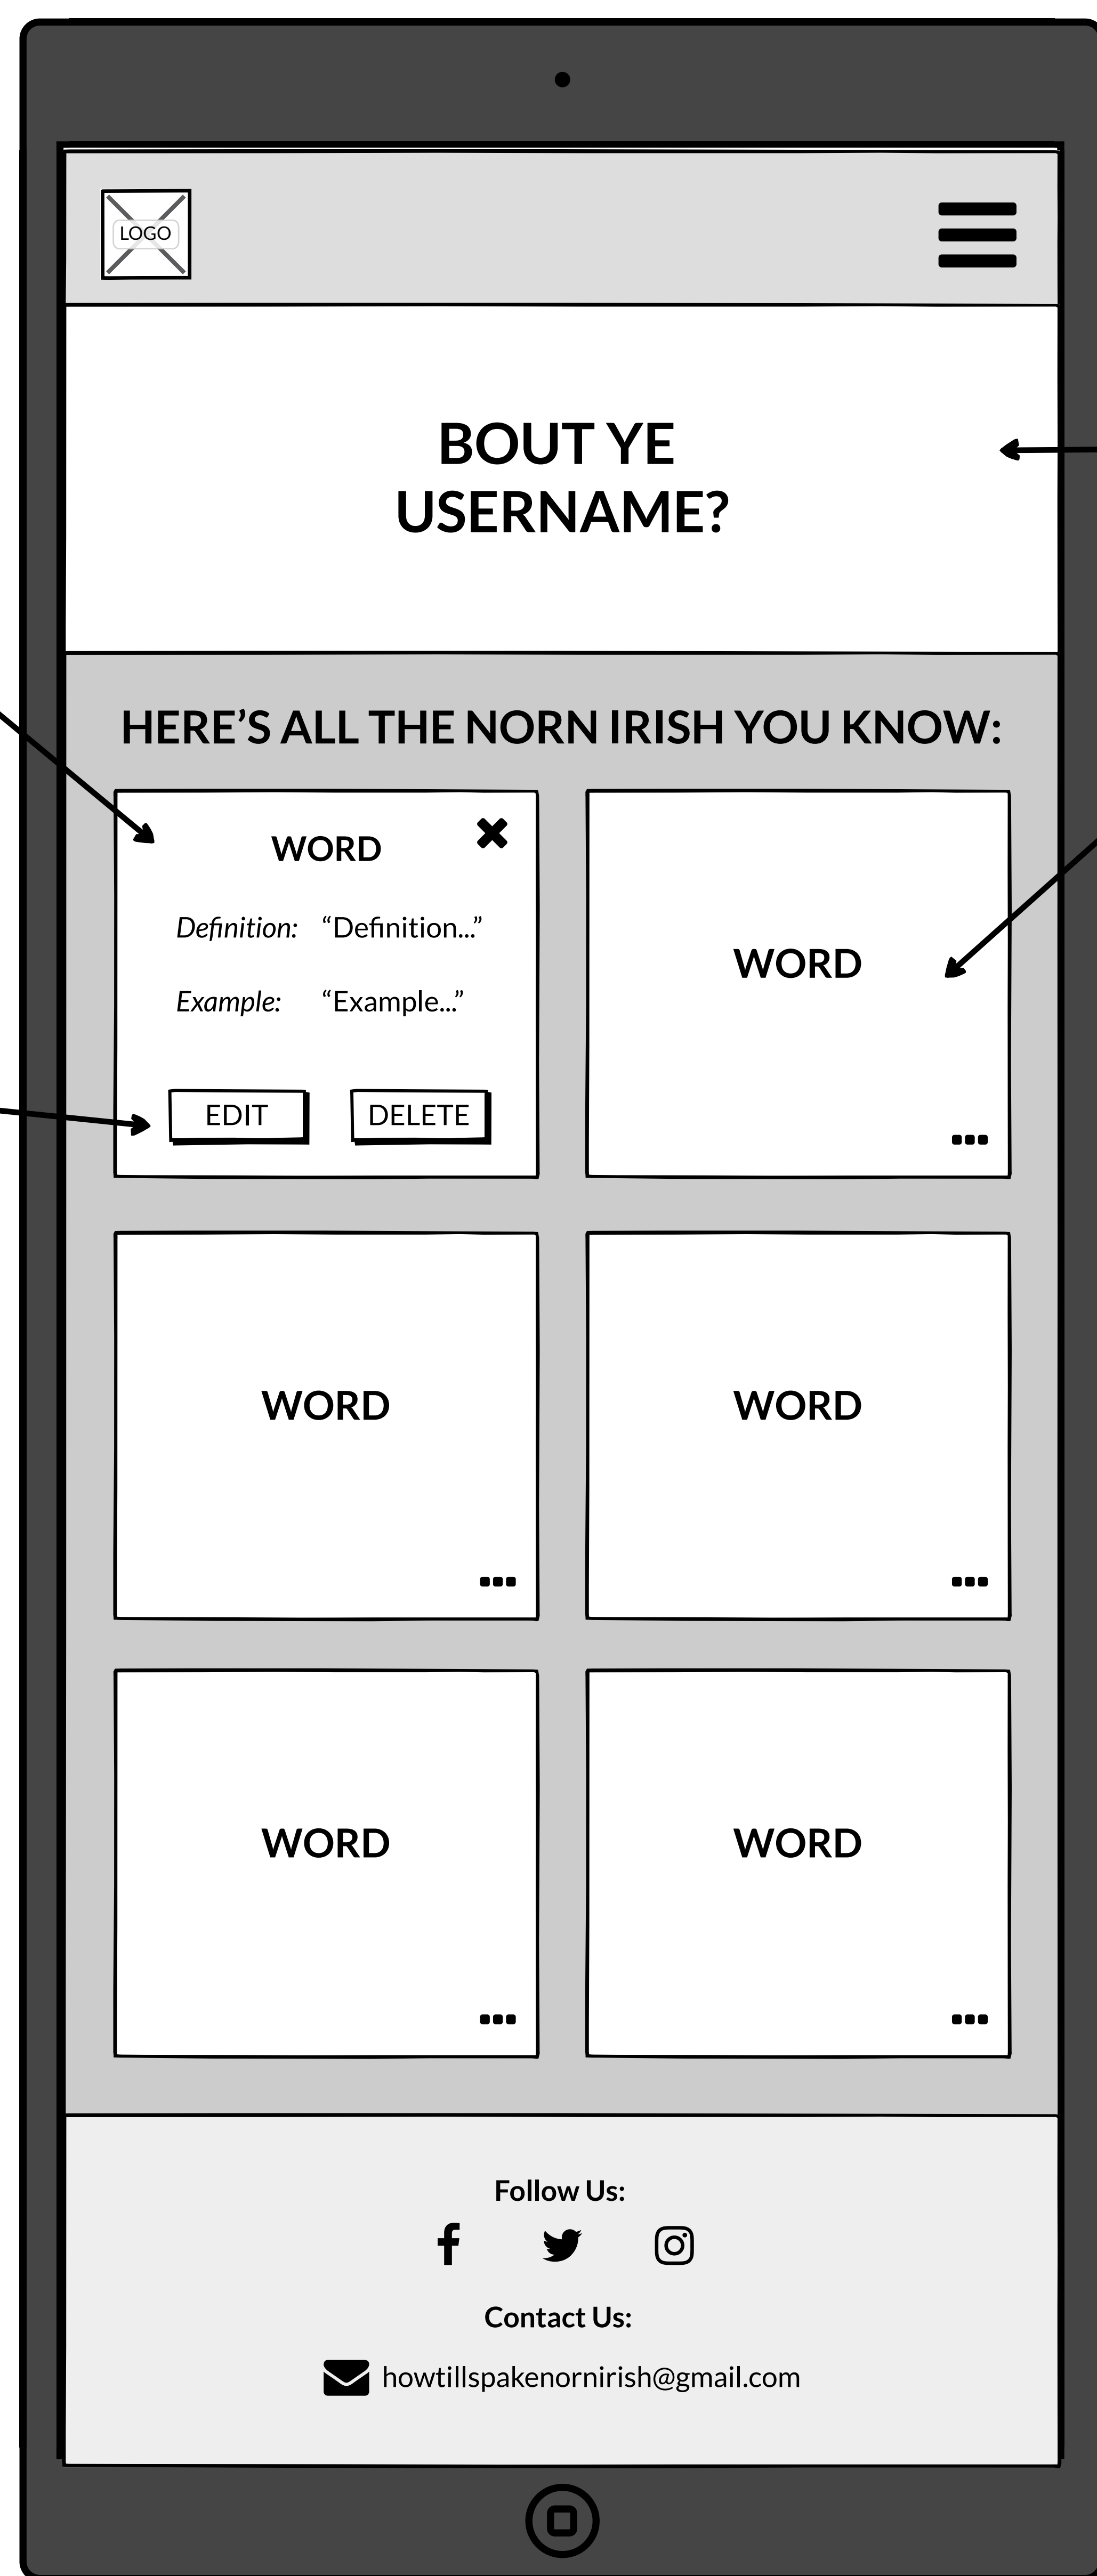 LOGO
BOUT YE
USERNAME?
HERE’S ALL THE NORN IRISH YOU KNOW:
WORD
Definition: “Definition...”
Example: “Example...”
EDIT DELETE
WORD
WORD
WORD
WORD
WORD
Follow Us:
Contact Us:
howtillspakenornirish@gmail.com